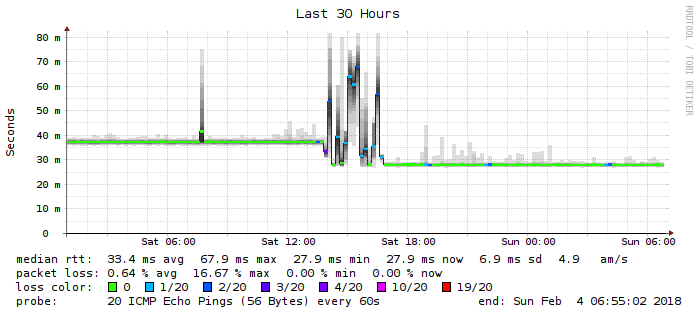 Last 30 Hours
RRDTOOL / TOBI OETIKER
Seconds
80 m
70 m
60 m
50 m
40 m
30 m
20 m
10 m
0
Sat 06:00 Sat 12:00 Sat 18:00 Sun 00:00 Sun 06:00
median rtt: 33.4 ms avg 67.9 ms max 27.9 ms min 27.9 ms now 6.9 ms sd 4.9 am/s
packet loss: 0.64 % avg 16.67 % max 0.00 % min 0.00 % now
loss color: 0 1/20 2/20 3/20 4/20 10/20 19/20
probe: 20 ICMP Echo Pings (56 Bytes) every 60s end: Sun Feb 4 06:55:02 2018